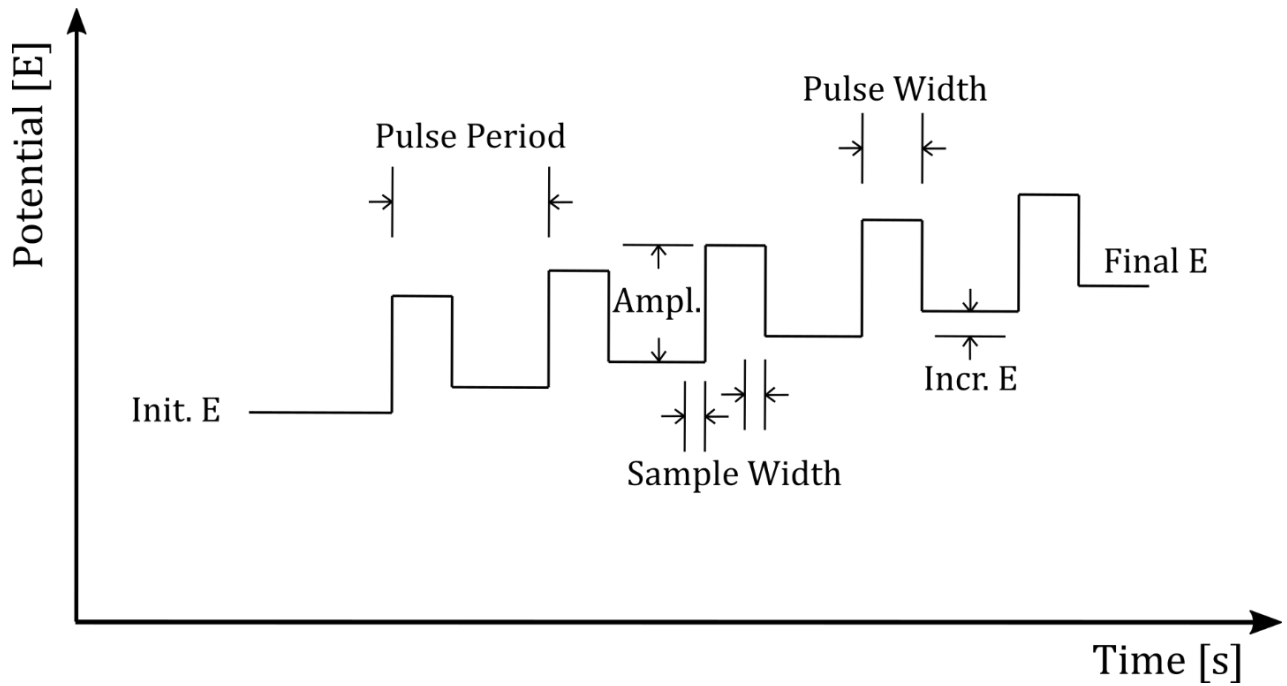 Potential [E]
Pulse Width
Pulse Period
Final E
Ampl.
Incr. E
Init. E
Sample Width
Time [s]